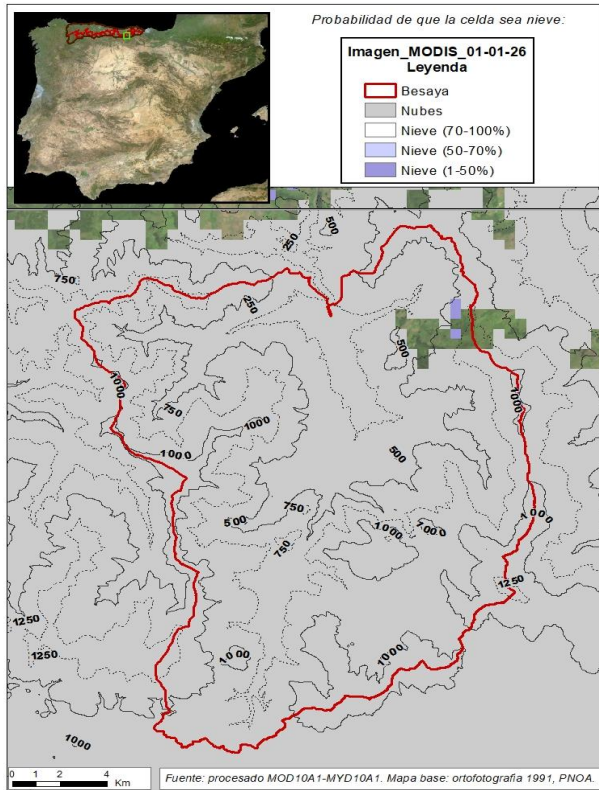 Probabilidad de que la celda sea nieve:
Imagen_MODIS_01-01-26
Leyenda
Besaya
Nubes
Nieve (70-100%)
Nieve (50-70%)
Nieve (1-50%)
500
250
750
250
500
1000
1000
750
1000
1000
500
750
500
1000
1000
1000
750
1250
1250
1250
1000
1000
1000
0 2 4
Km
Fuente: procesado MOD10A1-MYD10A1. Mapa base: ortofotografia 1991, PNOA.